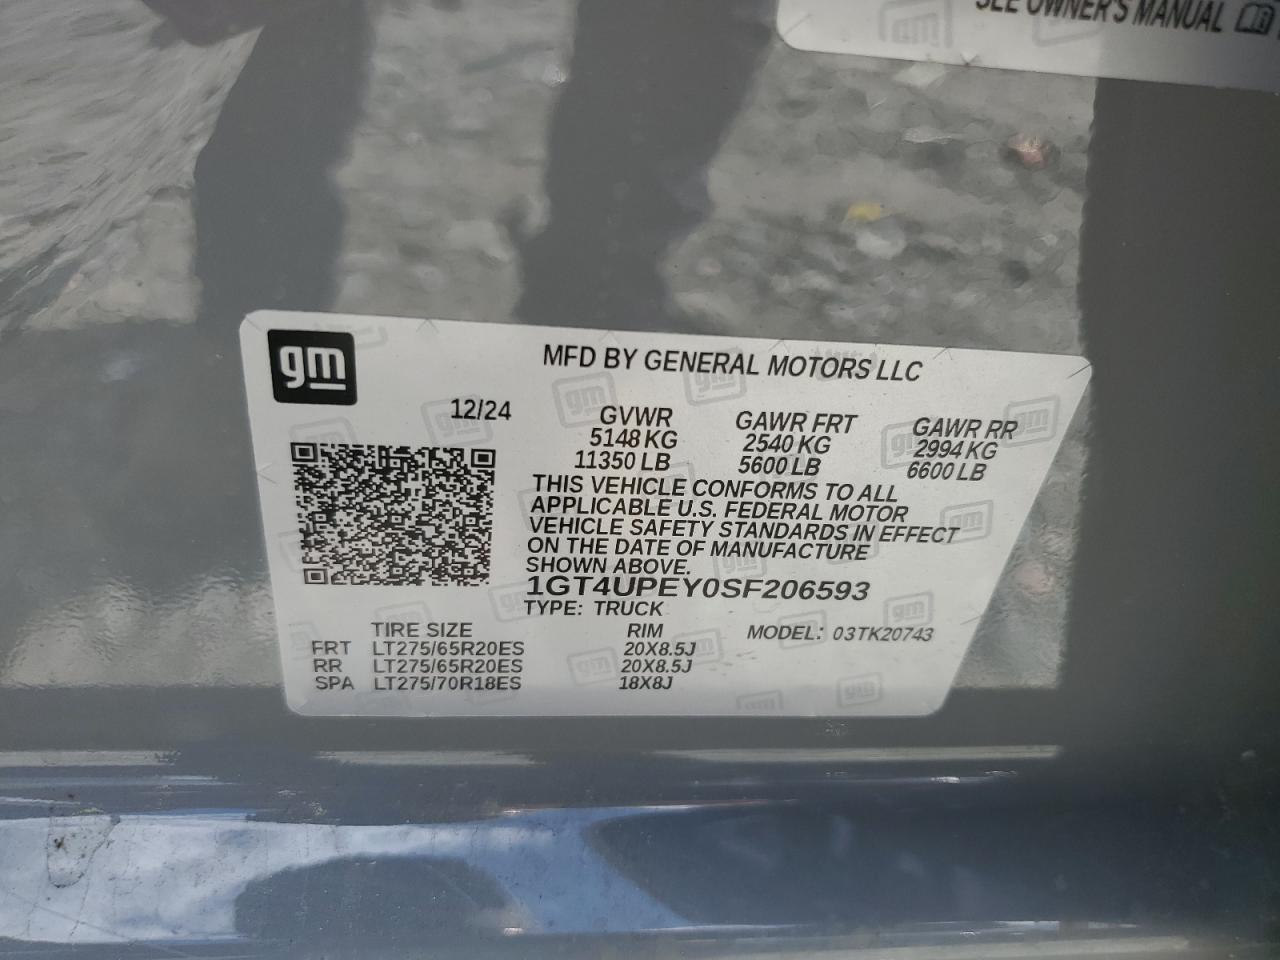 SEE OWNER'S MANUAL
gm
MFD BY GENERAL MOTORS LLC
12/24
GVWR GAWR FRT GAWR RR
5148 KG 2540 KG 2994 KG
11350 LB 5600 LB 6600 LB
THIS VEHICLE CONFORMS TO ALL
APPLICABLE U.S. FEDERAL MOTOR
VEHICLE SAFETY STANDARDS IN EFFECT
ON THE DATE OF MANUFACTURE
SHOWN ABOVE.
1GT4UPEY0SF206593
TYPE: TRUCK
TIRE SIZE RIM MODEL: 03TK20743
FRT LT275/65R20ES 20X8.5J
RR LT275/65R20ES 20X8.5J
SPA LT275/70R18ES 18X8J